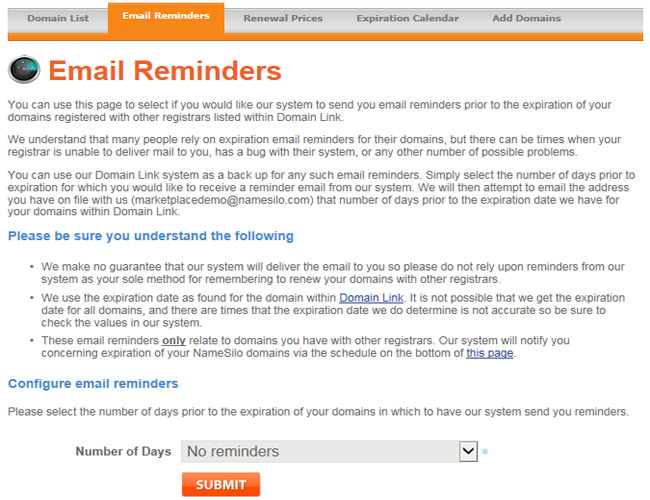 Domain List
Email Reminders
Renewal Prices
Expiration Calendar
Add Domains
Email Reminders
You can use this page to select if you would like our system to send you email reminders prior to the expiration of your
domains registered with other registrars listed within Domain Link.
We understand that many people rely on expiration email reminders for their domains, but there can be times when your
registrar is unable to deliver mail to you, has a bug with their system, or any other number of possible problems.
You can use our Domain Link system as a back up for any such email reminders. Simply select the number of days prior to
expiration for which you would like to receive a reminder email from our system. We will then attempt to email the address
you have on file with us (marketplacedemo@namesilo.com) that number of days prior to the expiration date we have for
your domains within Domain Link.
Please be sure you understand the following
• We make no guarantee that our system will deliver the email to you so please do not rely upon reminders from our
system as your sole method for remembering to renew your domains with other registrars.
• We use the expiration date as found for the domain within Domain Link. It is not possible that we get the expiration
date for all domains, and there are times that the expiration date we do determine is not accurate so be sure to
check the values in our system.
• These email reminders only relate to domains you have with other registrars. Our system will notify you
concerning expiration of your NameSilo domains via the schedule on the bottom of this page.
Configure email reminders
Please select the number of days prior to the expiration of your domains in which to have our system send you reminders.
Number of Days No reminders *
SUBMIT